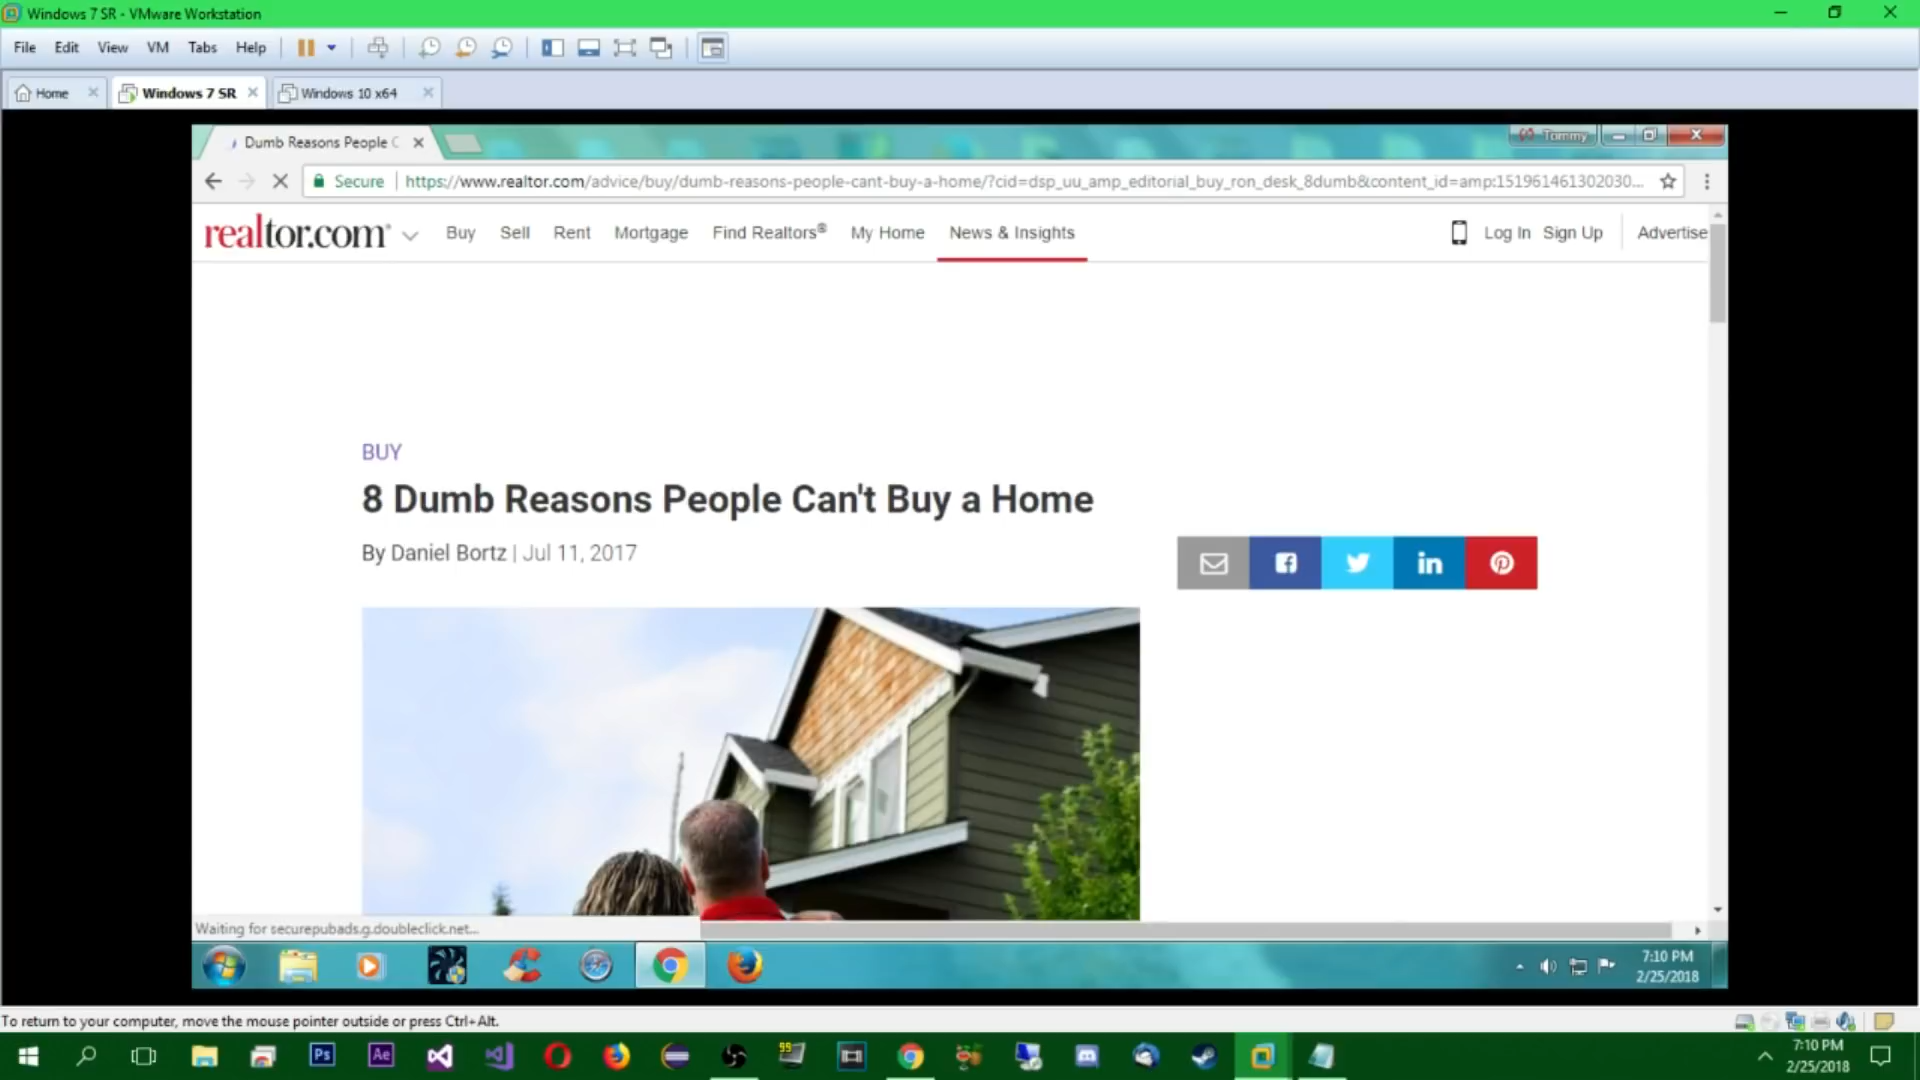 Windows 7 SR - VMware Workstation
File Edit View VM Tabs Help
Home Windows 7 SR Windows 10 x64
Dumb Reasons People C
Tommy
Secure https://www.realtor.com/advice/buy/dumb-reasons-people-cant-buy-a-home/?cid=dsp_uu_amp_editorial_buy_ron_desk_8dumb&content_id=amp:151961461302030...
realtor.com® Buy Sell Rent Mortgage Find Realtors® My Home News & Insights Log In Sign Up Advertise
BUY
8 Dumb Reasons People Can't Buy a Home
By Daniel Bortz | Jul 11, 2017
Waiting for securepubads.g.doubleclick.net...
7:10 PM
2/25/2018
To return to your computer, move the mouse pointer outside or press Ctrl+Alt.
Ps Ae 99
7:10 PM
2/25/2018